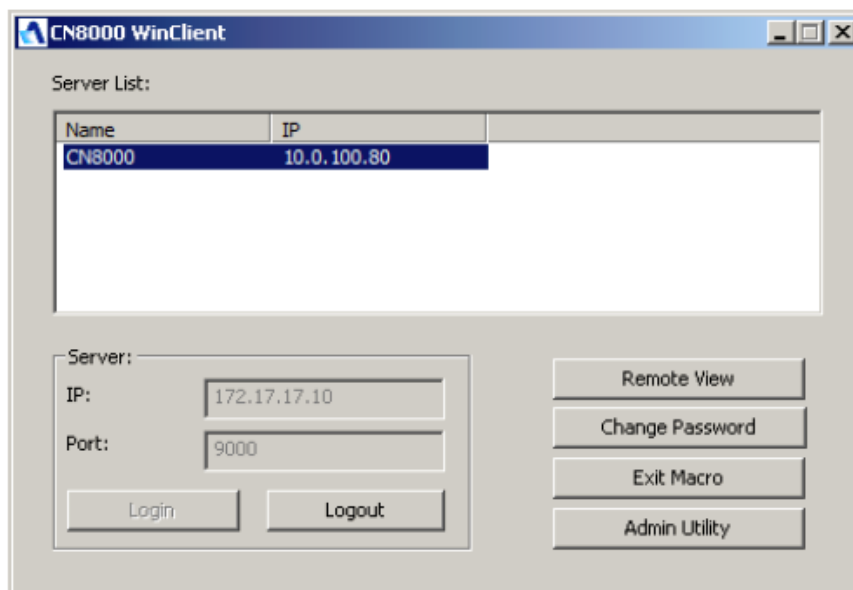 CN8000 WinClient
Server List:
Name IP
CN8000 10.0.100.80
Server:
IP: 172.17.17.10
Port: 9000
Login Logout
Remote View
Change Password
Exit Macro
Admin Utility